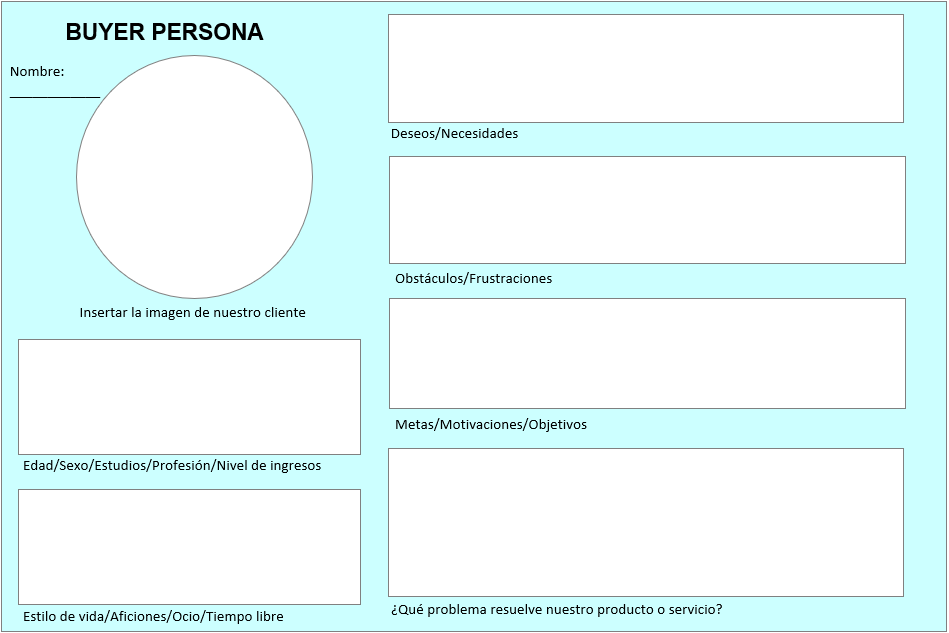 BUYER PERSONA
Nombre:
Insertar la imagen de nuestro cliente
Edad/Sexo/Estudios/Profesión/Nivel de ingresos
Estilo de vida/Aficiones/Ocio/Tiempo libre
Deseos/Necesidades
Obstáculos/Frustraciones
Metas/Motivaciones/Objetivos
¿Qué problema resuelve nuestro producto o servicio?